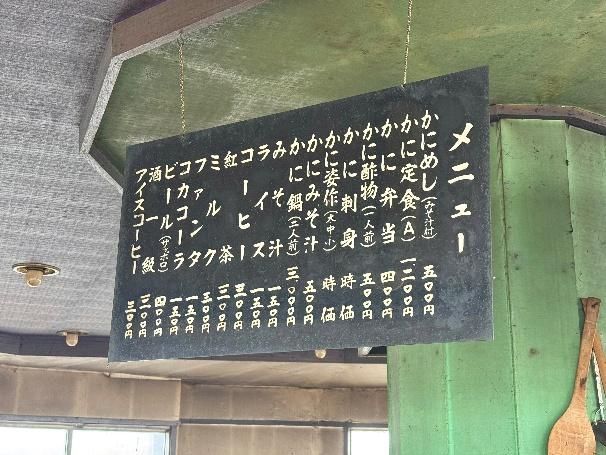 メニュー
かにめし(みそ汁付) 五〇〇円
かに定食(A) 一二〇〇円
かに弁当 四〇〇円
かに酢物(一人前) 五〇〇円
かに刺身 時価
かに姿作(大中小) 時価
かにみそ汁 五〇〇円
かに鍋(二人前) 三,〇〇〇円
みそ汁 一五〇円
ライス 一五〇円
コーヒー 三〇〇円
紅茶 三〇〇円
ミルク 三〇〇円
ファンタ 一五〇円
コカコーラ 一五〇円
ビール(サッポロ) 四〇〇円
酒一級 三〇〇円
アイスコーヒー 三〇〇円